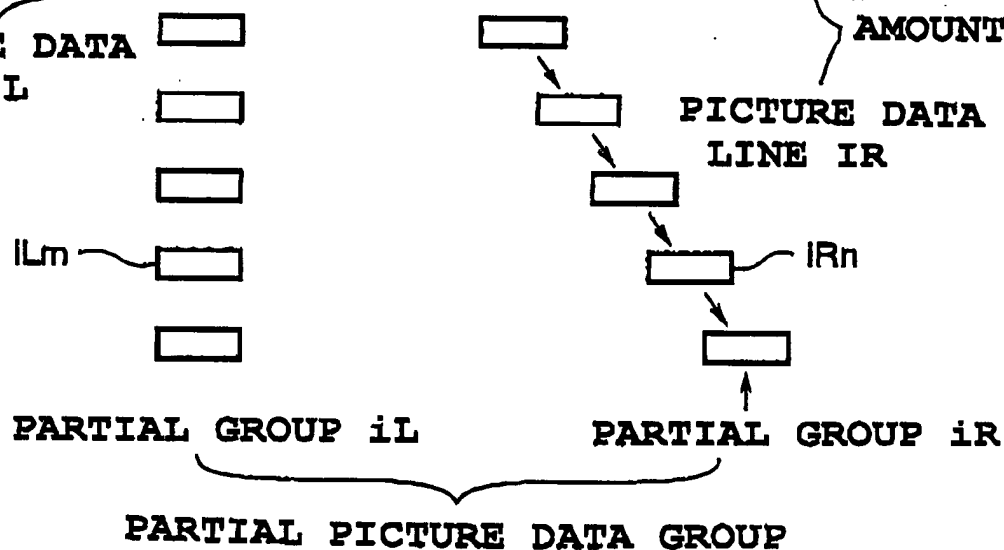 AMOUNT
E DATA
L
PICTURE DATA
LINE IR
ILm
IRn
PARTIAL GROUP iL
PARTIAL GROUP iR
PARTIAL PICTURE DATA GROUP